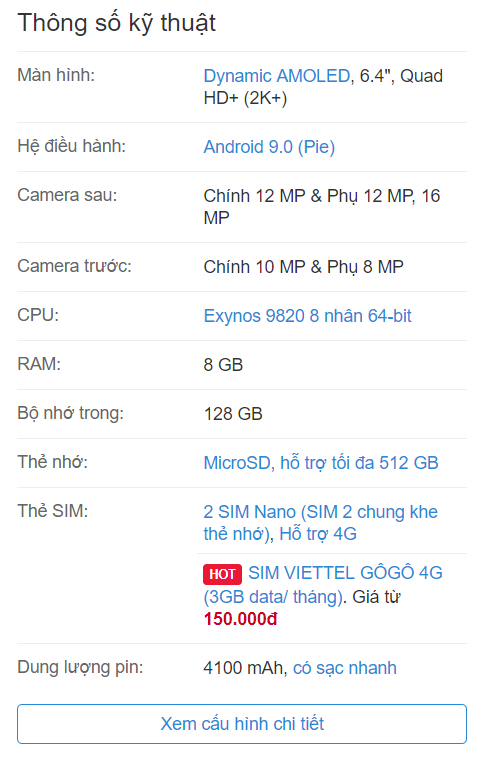 Thông số kỹ thuật
Màn hình:
Dynamic AMOLED, 6.4", Quad
HD+ (2K+)
Hệ điều hành:
Android 9.0 (Pie)
Camera sau:
Chính 12 MP & Phụ 12 MP, 16
MP
Camera trước:
Chính 10 MP & Phụ 8 MP
CPU:
Exynos 9820 8 nhân 64-bit
RAM:
8 GB
Bộ nhớ trong:
128 GB
Thẻ nhớ:
MicroSD, hỗ trợ tối đa 512 GB
Thẻ SIM:
2 SIM Nano (SIM 2 chung khe
thẻ nhớ), Hỗ trợ 4G
HOT SIM VIETTEL GÔGÔ 4G
(3GB data/ tháng). Giá từ
150.000đ
Dung lượng pin:
4100 mAh, có sạc nhanh
Xem cấu hình chi tiết